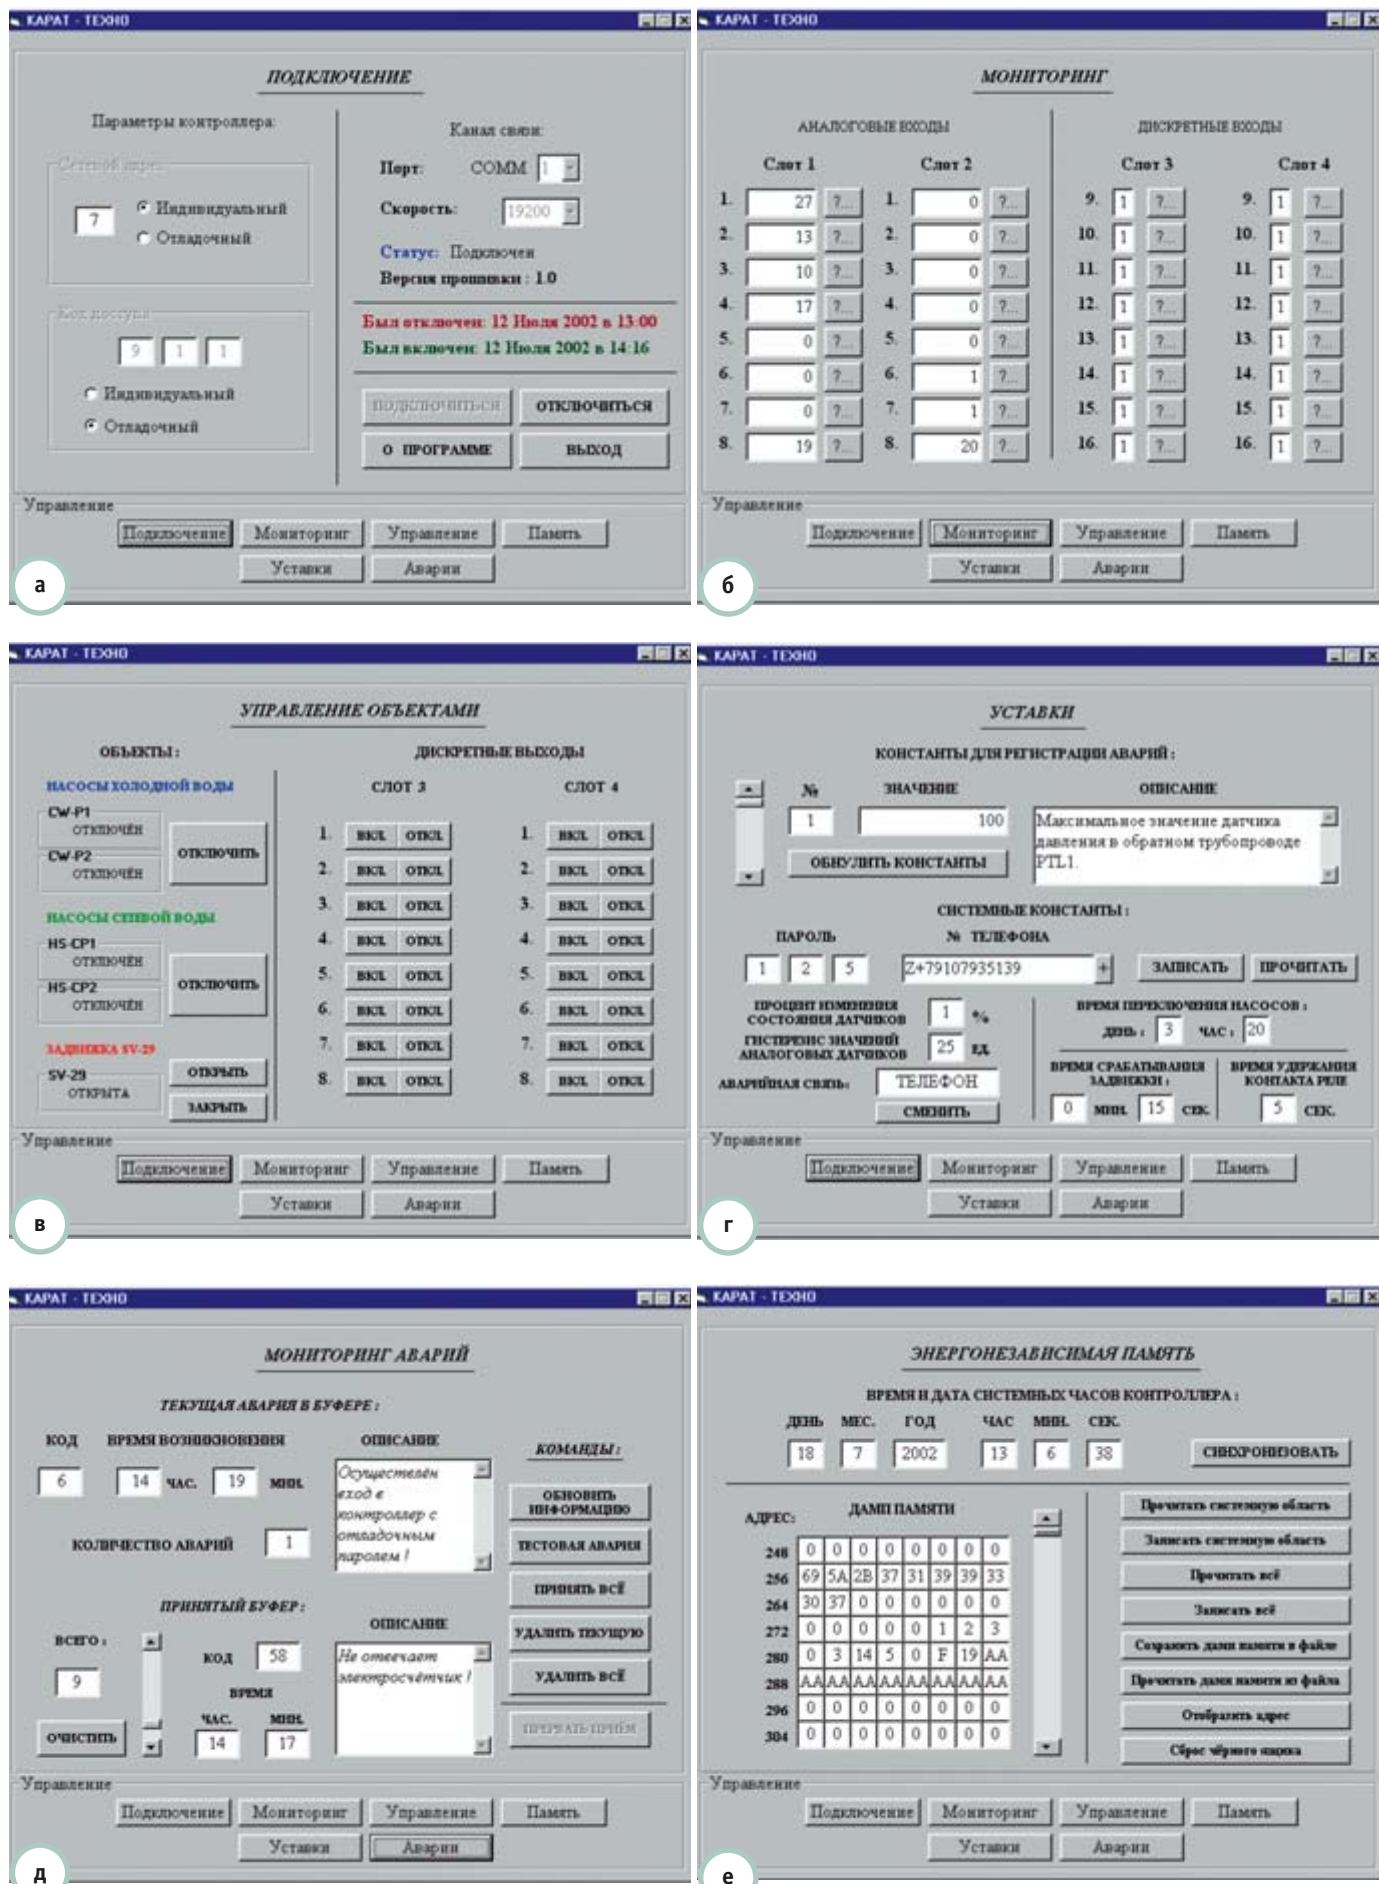 КАРАТ - ТЕХНО
ПОДКЛЮЧЕНИЕ
Параметры контроллера:
Сетевой адрес
7
Индивидуальный
Отладочный
Код доступа
9 1 1
Индивидуальный
Отладочный
Канал связи:
Порт: COMM 1
Скорость: 19200
Статус: Подключен
Версия прошивки : 1.0
Был отключен: 12 Июля 2002 в 13:00
Был включен: 12 Июля 2002 в 14:16
ПОДКЛЮЧИТЬСЯ ОТКЛЮЧИТЬСЯ
О ПРОГРАММЕ ВЫХОД
Управление
Подключение Мониторинг Управление Память
Уставки Аварии
а
КАРАТ - ТЕХНО
МОНИТОРИНГ
АНАЛОГОВЫЕ ВХОДЫ ДИСКРЕТНЫЕ ВХОДЫ
Слот 1 Слот 2 Слот 3 Слот 4
1. 27 ?... 1. 0 ?... 9. 1 ?... 9. 1 ?...
2. 13 ?... 2. 0 ?... 10. 1 ?... 10. 1 ?...
3. 10 ?... 3. 0 ?... 11. 1 ?... 11. 1 ?...
4. 17 ?... 4. 0 ?... 12. 1 ?... 12. 1 ?...
5. 0 ?... 5. 0 ?... 13. 1 ?... 13. 1 ?...
6. 0 ?... 6. 1 ?... 14. 1 ?... 14. 1 ?...
7. 0 ?... 7. 1 ?... 15. 1 ?... 15. 1 ?...
8. 19 ?... 8. 20 ?... 16. 1 ?... 16. 1 ?...
Управление
Подключение Мониторинг Управление Память
Уставки Аварии
б
КАРАТ - ТЕХНО
УПРАВЛЕНИЕ ОБЪЕКТАМИ
ОБЪЕКТЫ :
НАСОСЫ ХОЛОДНОЙ ВОДЫ
CW-P1
ОТКЛЮЧЁН
CW-P2
ОТКЛЮЧЁН
ОТКЛЮЧИТЬ
НАСОСЫ СЕТЕВОЙ ВОДЫ
HS-CP1
ОТКЛЮЧЁН
HS-CP2
ОТКЛЮЧЁН
ОТКЛЮЧИТЬ
ЗАДВИЖКА SV-29
SV-29
ОТКРЫТА
ОТКРЫТЬ
ЗАКРЫТЬ
ДИСКРЕТНЫЕ ВЫХОДЫ
СЛОТ 3 СЛОТ 4
1. ВКЛ. ОТКЛ. 1. ВКЛ. ОТКЛ.
2. ВКЛ. ОТКЛ. 2. ВКЛ. ОТКЛ.
3. ВКЛ. ОТКЛ. 3. ВКЛ. ОТКЛ.
4. ВКЛ. ОТКЛ. 4. ВКЛ. ОТКЛ.
5. ВКЛ. ОТКЛ. 5. ВКЛ. ОТКЛ.
6. ВКЛ. ОТКЛ. 6. ВКЛ. ОТКЛ.
7. ВКЛ. ОТКЛ. 7. ВКЛ. ОТКЛ.
8. ВКЛ. ОТКЛ. 8. ВКЛ. ОТКЛ.
Управление
Подключение Мониторинг Управление Память
Уставки Аварии
в
КАРАТ - ТЕХНО
УСТАВКИ
КОНСТАНТЫ ДЛЯ РЕГИСТРАЦИИ АВАРИЙ :
№ ЗНАЧЕНИЕ ОПИСАНИЕ
1 100
ОБНУЛИТЬ КОНСТАНТЫ
Максимальное значение датчика
давления в обратном трубопроводе
PTL1.
СИСТЕМНЫЕ КОНСТАНТЫ :
ПАРОЛЬ № ТЕЛЕФОНА
1 2 5 Z+79107935139 + ЗАПИСАТЬ ПРОЧИТАТЬ
ПРОЦЕНТ ИЗМЕНЕНИЯ
СОСТОЯНИЯ ДАТЧИКОВ 1 %
ГИСТЕРЕЗИС ЗНАЧЕНИЙ
АНАЛОГОВЫХ ДАТЧИКОВ 25 ЕД.
АВАРИЙНАЯ СВЯЗЬ: ТЕЛЕФОН
СМЕНИТЬ
ВРЕМЯ ПЕРЕКЛЮЧЕНИЯ НАСОСОВ :
ДЕНЬ : 3 ЧАС : 20
ВРЕМЯ СРАБАТЫВАНИЯ
ЗАДВИЖКИ :
0 МИН. 15 СЕК.
ВРЕМЯ УДЕРЖАНИЯ
КОНТАКТА РЕЛЕ
5 СЕК.
Управление
Подключение Мониторинг Управление Память
Уставки Аварии
г
КАРАТ - ТЕХНО
МОНИТОРИНГ АВАРИЙ
ТЕКУЩАЯ АВАРИЯ В БУФЕРЕ :
КОД ВРЕМЯ ВОЗНИКНОВЕНИЯ ОПИСАНИЕ
6 14 ЧАС. 19 МИН.
Осуществлён
вход в
контроллер с
отладочным
паролем !
КОЛИЧЕСТВО АВАРИЙ 1
ПРИНЯТЫЙ БУФЕР :
ВСЕГО :
9
ОЧИСТИТЬ
КОД 58
ВРЕМЯ
ЧАС. МИН.
14 17
ОПИСАНИЕ
Не отвечает
электросчётчик !
КОМАНДЫ :
ОБНОВИТЬ
ИНФОРМАЦИЮ
ТЕСТОВАЯ АВАРИЯ
ПРИНЯТЬ ВСЁ
УДАЛИТЬ ТЕКУЩУЮ
УДАЛИТЬ ВСЁ
ПРЕРВАТЬ ПРИЁМ
Управление
Подключение Мониторинг Управление Память
Уставки Аварии
д
КАРАТ - ТЕХНО
ЭНЕРГОНЕЗАВИСИМАЯ ПАМЯТЬ
ВРЕМЯ И ДАТА СИСТЕМНЫХ ЧАСОВ КОНТРОЛЛЕРА :
ДЕНЬ МЕС. ГОД ЧАС МИН. СЕК.
18 7 2002 13 6 38 СИНХРОНИЗОВАТЬ
АДРЕС: ДАМП ПАМЯТИ
248 0 0 0 0 0 0 0 0
256 69 5A 2B 37 31 39 39 33
264 30 37 0 0 0 0 0 0
272 0 0 0 0 0 1 2 3
280 0 3 14 5 0 F 19 AA
288 AA AA AA AA AA AA AA AA
296 0 0 0 0 0 0 0 0
304 0 0 0 0 0 0 0 0
Прочитать системную область
Записать системную область
Прочитать всё
Записать всё
Сохранить дамп памяти в файле
Прочитать дамп памяти из файла
Отобразить адрес
Сброс чёрного ящика
Управление
Подключение Мониторинг Управление Память
Уставки Аварии
е